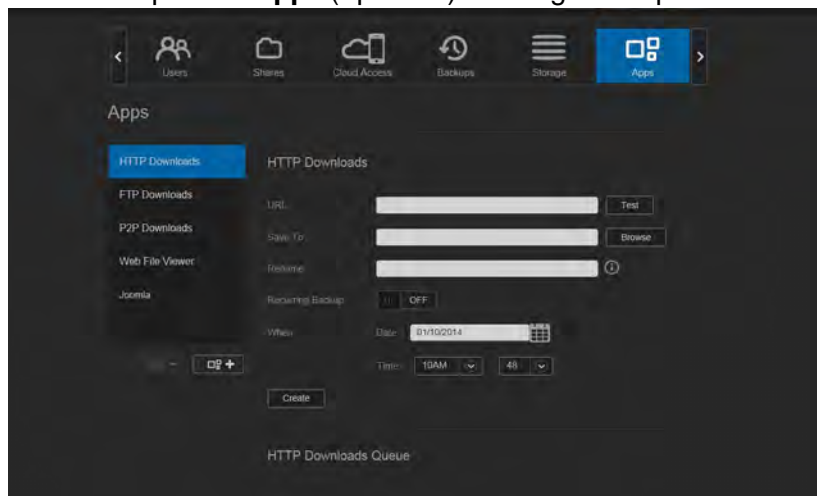 Users Shares Cloud Access Backups Storage Apps
Apps
HTTP Downloads
FTP Downloads
P2P Downloads
Web File Viewer
Joomla
HTTP Downloads
URL Test
Save To Browse
Rename
Recurring Backup OFF
When Date 01/10/2014
Time 10AM 48
Create
HTTP Downloads Queue